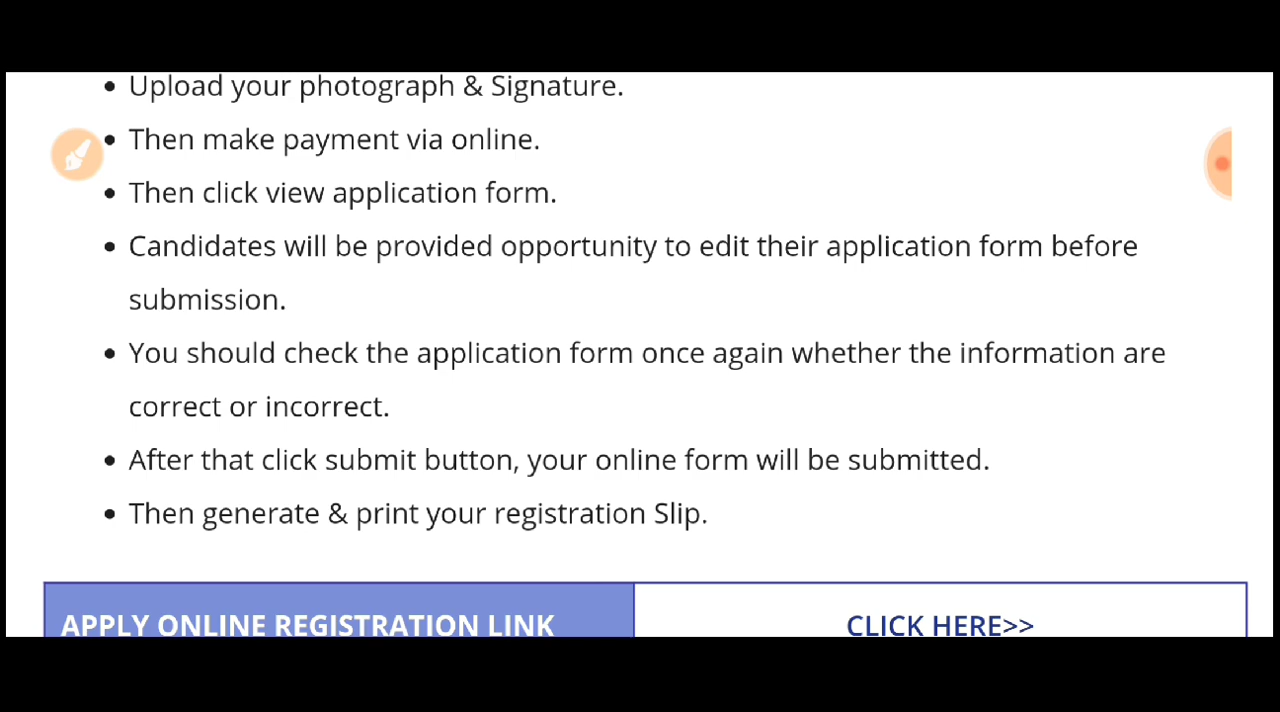 Upload your photograph & Signature.
Then make payment via online.
Then click view application form.
Candidates will be provided opportunity to edit their application form before
submission.
You should check the application form once again whether the information are
correct or incorrect.
After that click submit button, your online form will be submitted.
Then generate & print your registration Slip.
APPLY ONLINE REGISTRATION LINK CLICK HERE>>